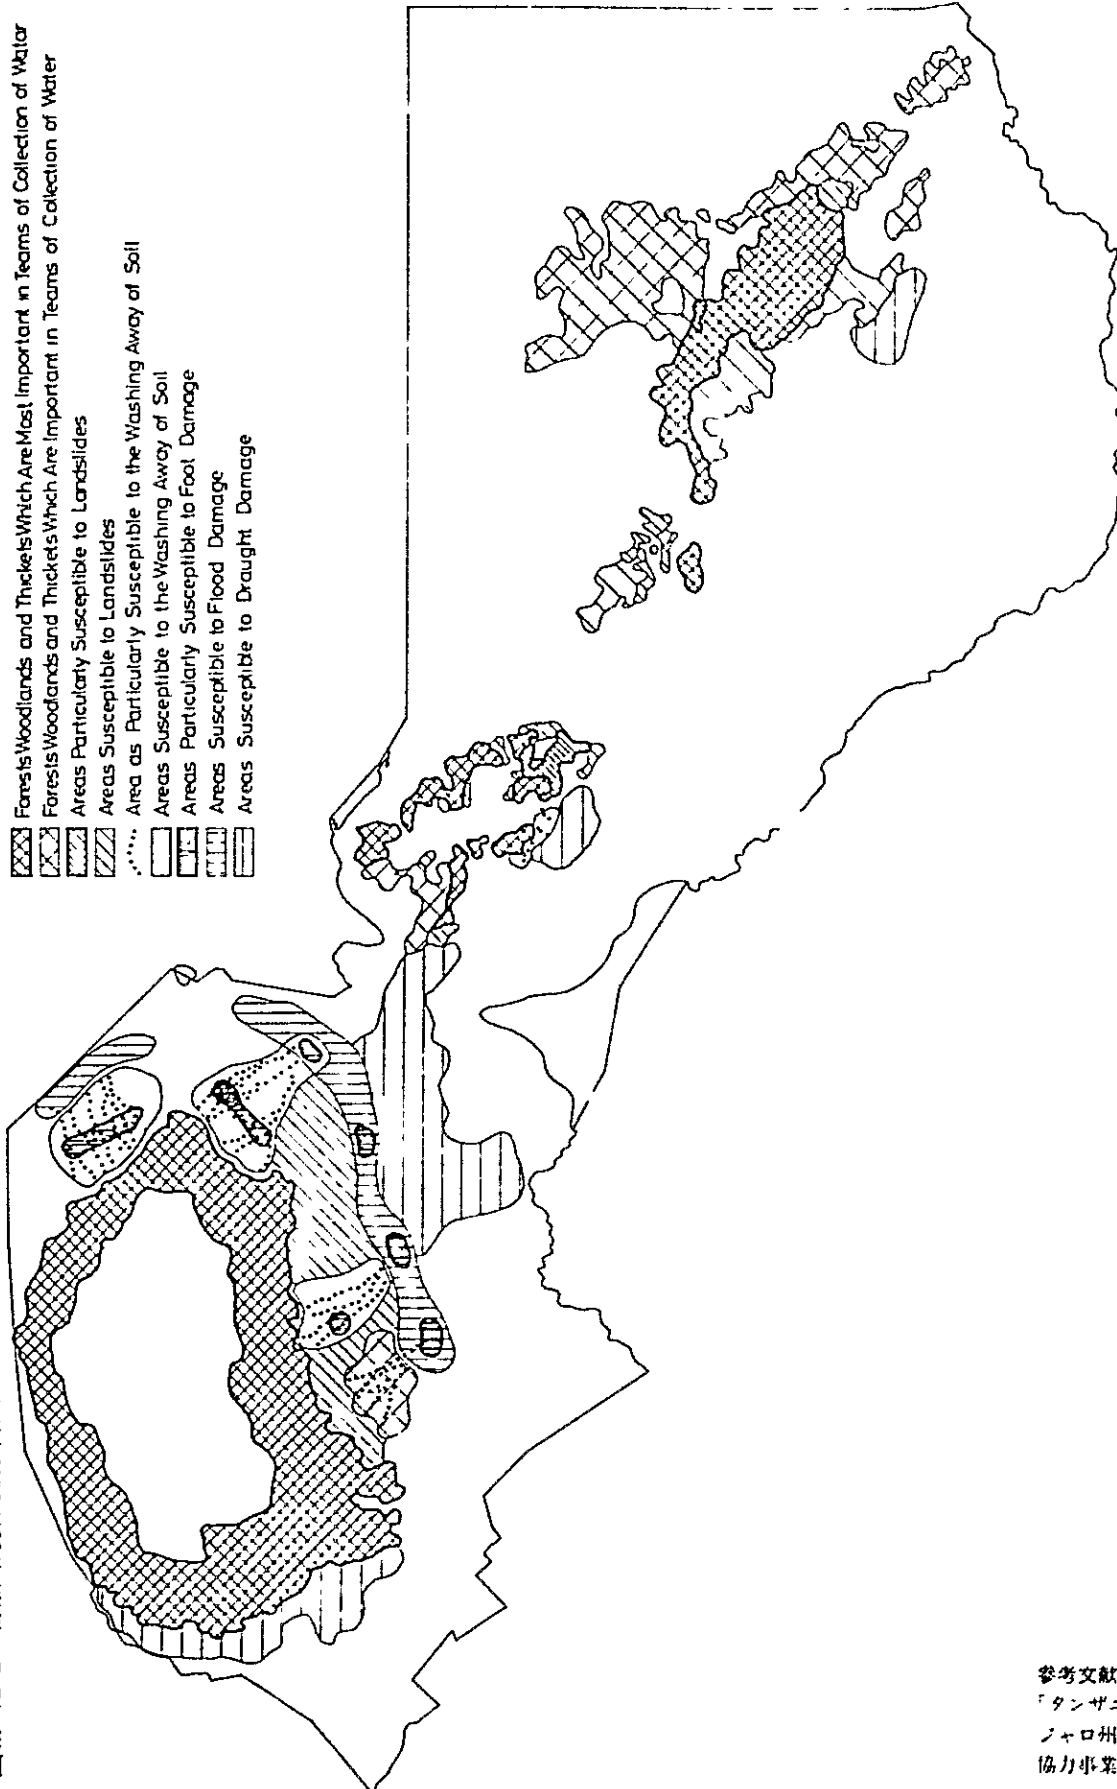 Forests Woodlands and Thickets Which Are Most Important in Teams of Collection of Watar
Forests Woodlands and Thickets Which Are Important in Teams of Collection of Water
Areas Particularly Susceptible to Landslides
Areas Susceptible to Landslides
Area as Particularly Susceptible to the Washing Away of Soil
Areas Susceptible to the Washing Away of Soil
Areas Particularly Susceptible to Foot Damage
Areas Susceptible to Flood Damage
Areas Susceptible to Draught Damage
参考文献
「タンザニ
ジャロ州
協力事業